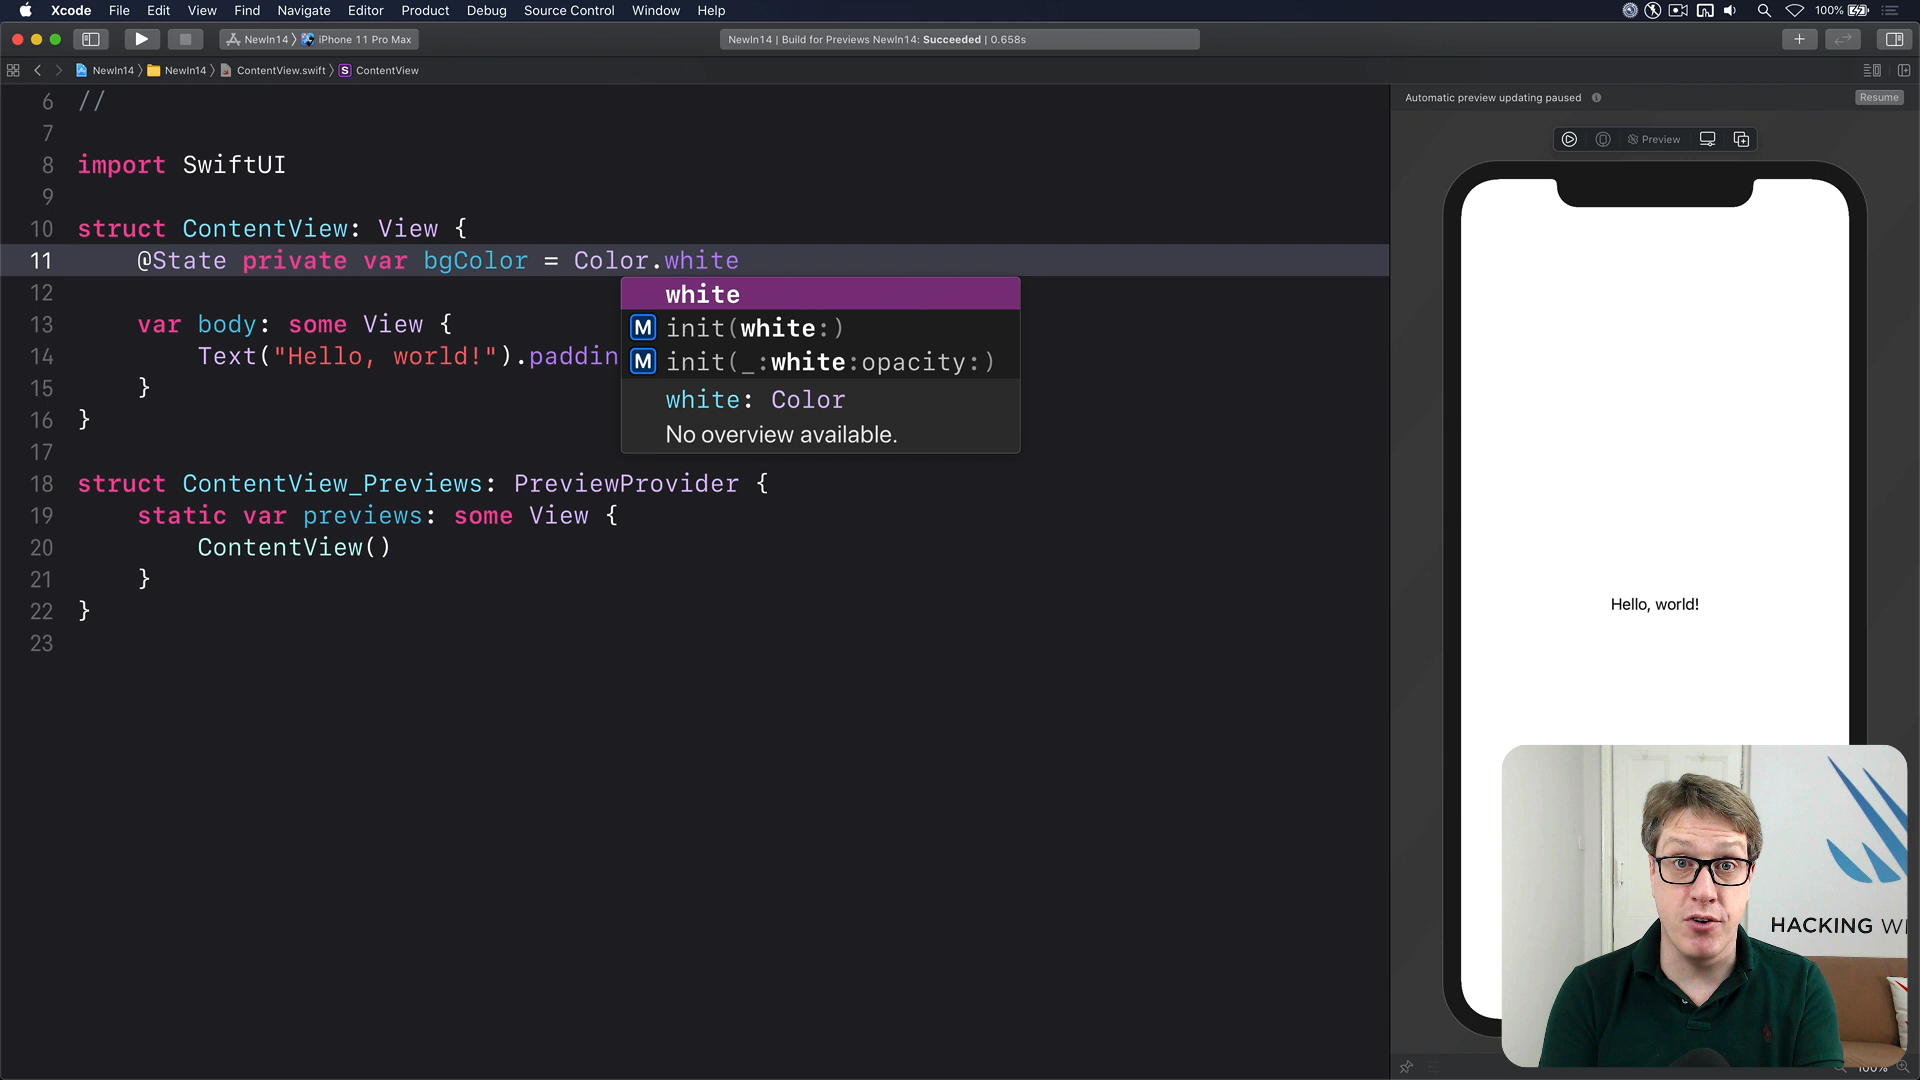 Xcode File Edit View Find Navigate Editor Product Debug Source Control Window Help 100%
NewIn14 iPhone 11 Pro Max NewIn14 | Build for Previews NewIn14: Succeeded | 0.658s
NewIn14 NewIn14 ContentView.swift S ContentView
Automatic preview updating paused Resume
Preview
6 //
7
8 import SwiftUI
9
10 struct ContentView: View {
11 @State private var bgColor = Color.white
12
13 var body: some View {
14 Text("Hello, world!").paddin
15 }
16 }
17
18 struct ContentView_Previews: PreviewProvider {
19 static var previews: some View {
20 ContentView()
21 }
22 }
23
white
M init(white:)
M init(_:white:opacity:)
white: Color
No overview available.
Hello, world!
HACKING WI
100%